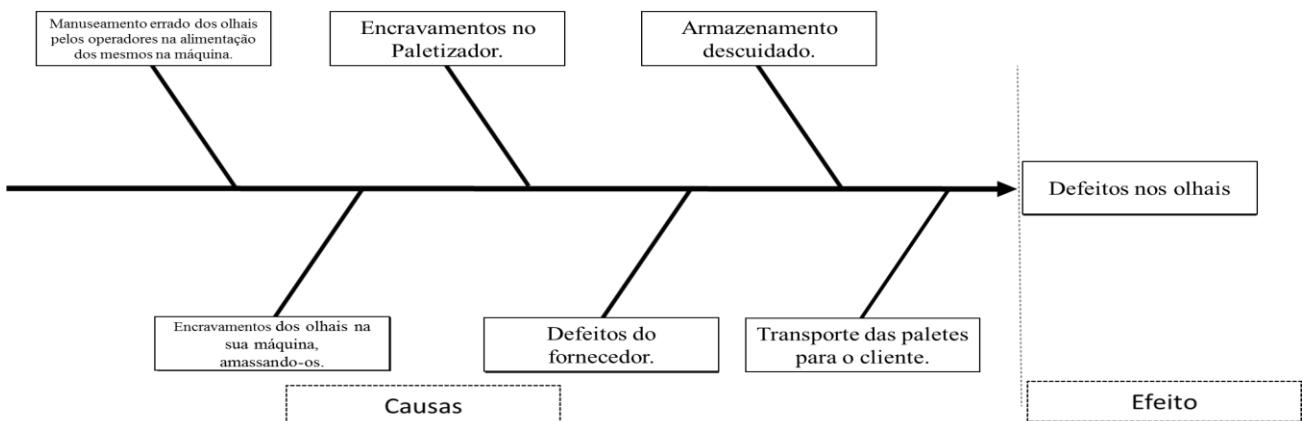 Manuseamento errado dos olhais
pelos operadores na alimentação
dos mesmos na máquina.
Encravamentos no
Paletizador.
Armazenamento
descuidado.
Defeitos nos olhais
Encravamentos dos olhais na
sua máquina,
amassando-os.
Defeitos do
fornecedor.
Transporte das paletes
para o cliente.
Causas
Efeito